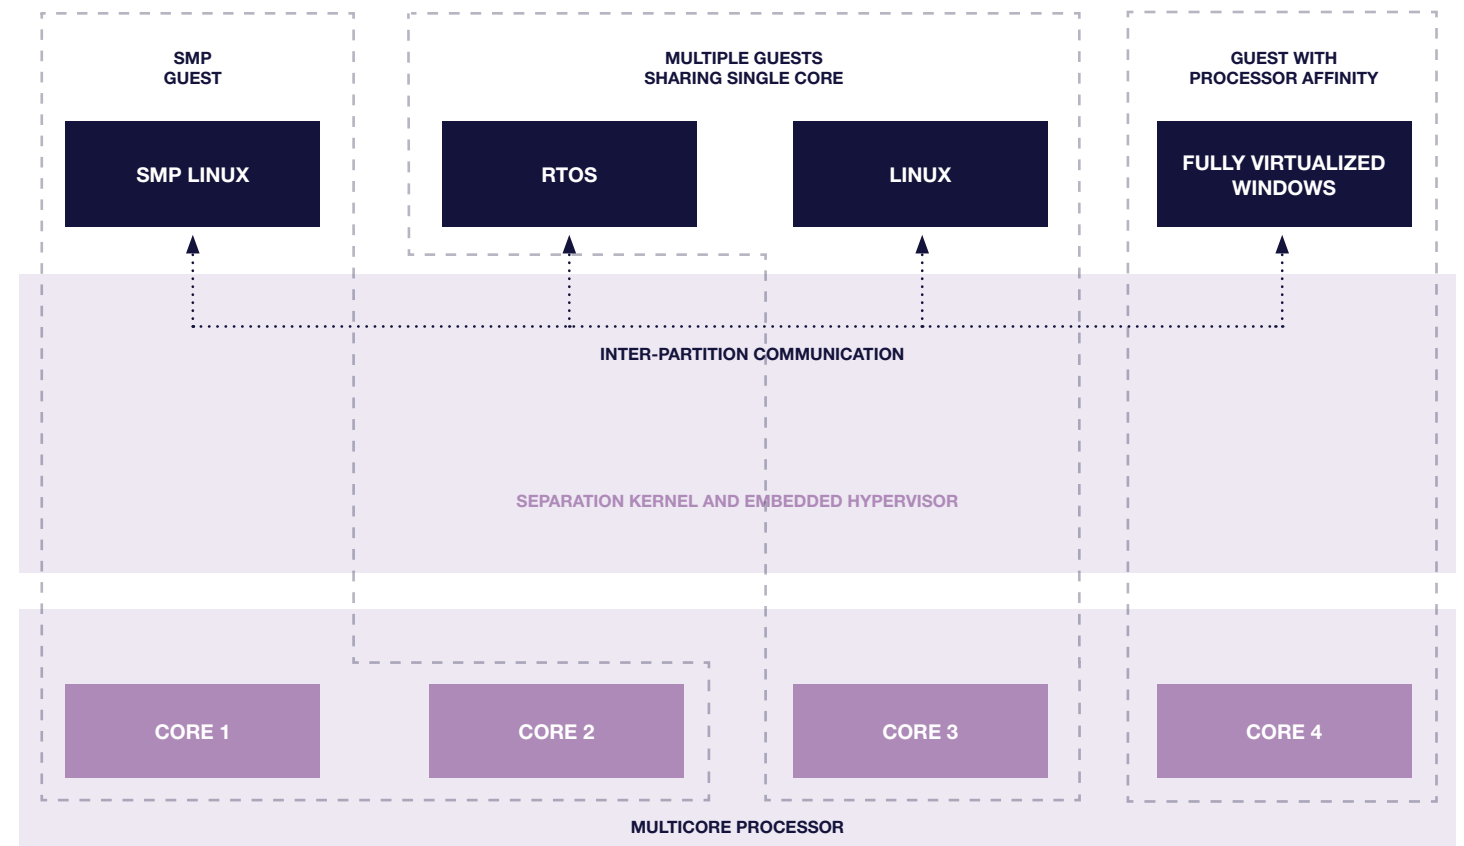 SMP
GUEST
MULTIPLE GUESTS
SHARING SINGLE CORE
GUEST WITH
PROCESSOR AFFINITY
SMP LINUX
RTOS
LINUX
FULLY VIRTUALIZED
WINDOWS
INTER-PARTITION COMMUNICATION
SEPARATION KERNEL AND EMBEDDED HYPERVISOR
CORE 1
CORE 2
CORE 3
CORE 4
MULTICORE PROCESSOR